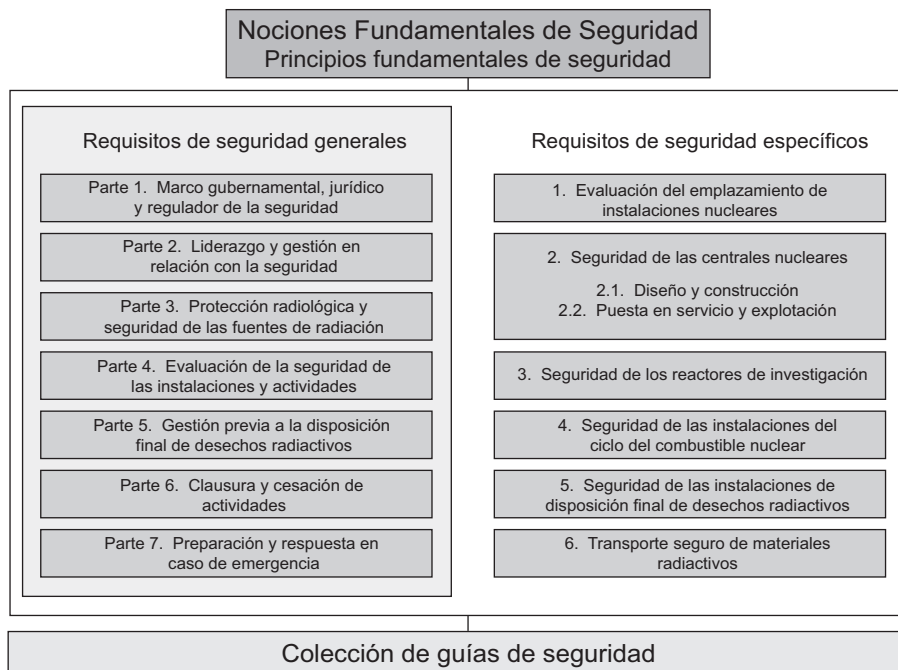 Nociones Fundamentales de Seguridad
Principios fundamentales de seguridad
Requisitos de seguridad generales
Parte 1. Marco gubernamental, jurídico
y regulador de la seguridad
Parte 2. Liderazgo y gestión en
relación con la seguridad
Parte 3. Protección radiológica y
seguridad de las fuentes de radiación
Parte 4. Evaluación de la seguridad de
las instalaciones y actividades
Parte 5. Gestión previa a la disposición
final de desechos radiactivos
Parte 6. Clausura y cesación de
actividades
Parte 7. Preparación y respuesta en
caso de emergencia
Requisitos de seguridad específicos
1. Evaluación del emplazamiento de
instalaciones nucleares
2. Seguridad de las centrales nucleares
2.1. Diseño y construcción
2.2. Puesta en servicio y explotación
3. Seguridad de los reactores de investigación
4. Seguridad de las instalaciones del
ciclo del combustible nuclear
5. Seguridad de las instalaciones de
disposición final de desechos radiactivos
6. Transporte seguro de materiales
radiactivos
Colección de guías de seguridad